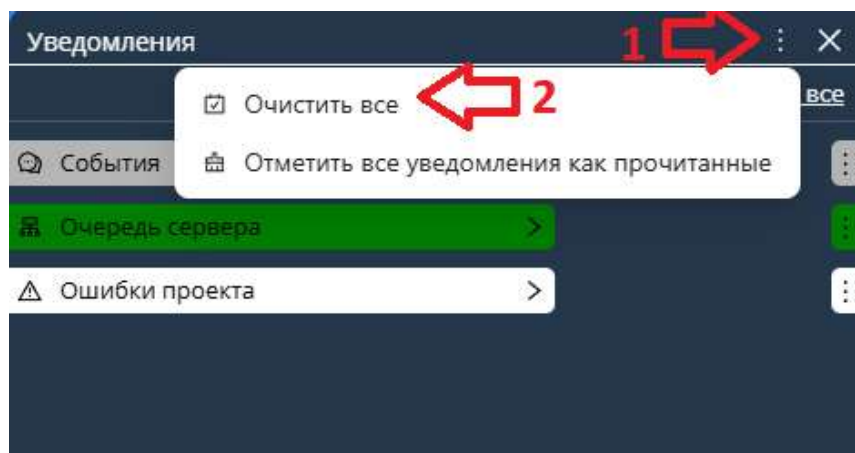 Уведомления
1
Очистить все
2
все
События
Отметить все уведомления как прочитанные
Очередь сервера
Ошибки проекта